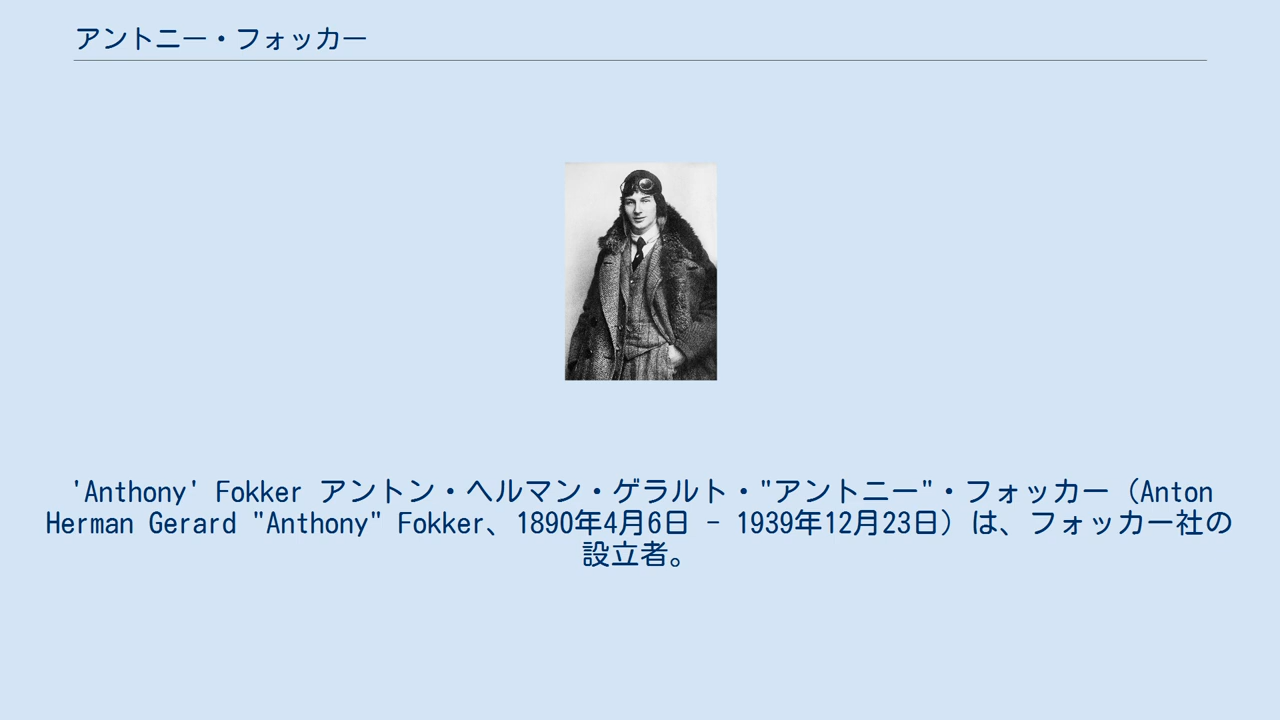 アントニー・フォッカー
'Anthony' Fokker アントン・ヘルマン・ゲラルト・"アントニー"・フォッカー（Anton
Herman Gerard "Anthony" Fokker、1890年4月6日 - 1939年12月23日）は、フォッカー社の
設立者。